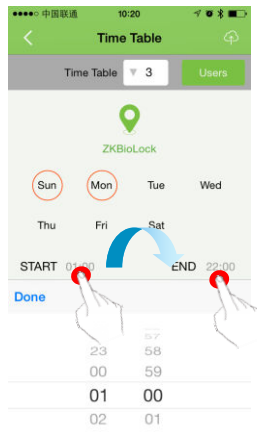 中国联通 10:20
Time Table
Time Table 3 Users
ZKBioLock
Sun Mon Tue Wed
Thu Fri Sat
START 01:00 END 22:00
Done
57
23 58
00 59
01 00
02 01